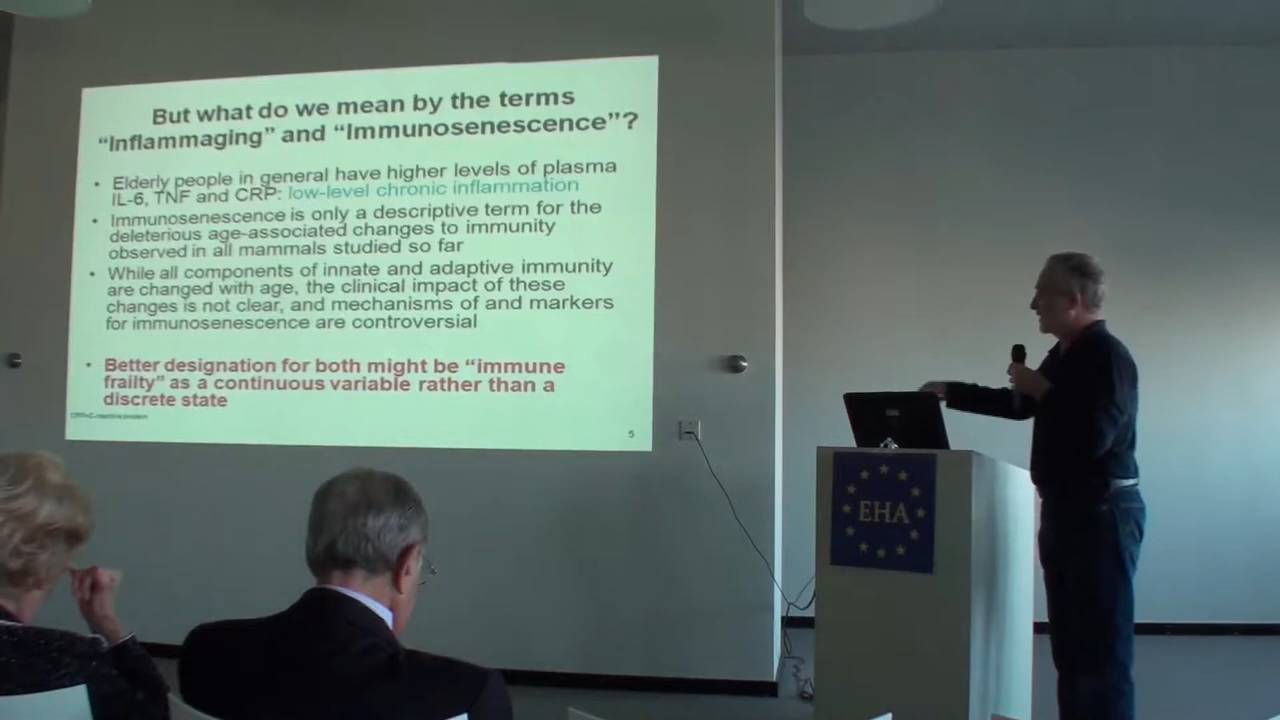 But what do we mean by the terms
“Inflammaging” and “Immunosenescence”?
• Elderly people in general have higher levels of plasma
IL-6, TNF and CRP: low-level chronic inflammation
• Immunosenescence is only a descriptive term for the
deleterious age-associated changes to immunity
observed in all mammals studied so far
• While all components of innate and adaptive immunity
are changed with age, the clinical impact of these
changes is not clear, and mechanisms of and markers
for immunosenescence are controversial
• Better designation for both might be “immune
frailty” as a continuous variable rather than a
discrete state
CRP=C-reactive protein
5
EHA